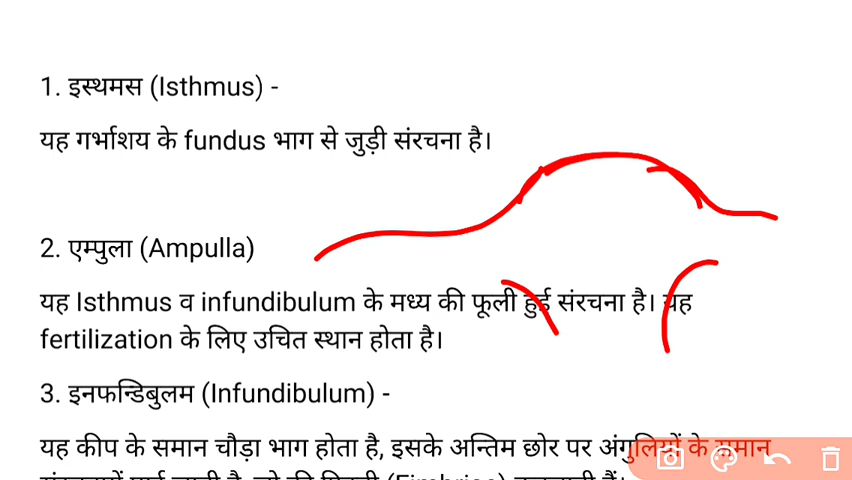 1. इस्थमस (Isthmus) -
यह गर्भाशय के fundus भाग से जुड़ी संरचना है।
2. एम्पुला (Ampulla)
यह Isthmus व infundibulum के मध्य की फूली हुई संरचना है। यह
fertilization के लिए उचित स्थान होता है।
3. इनफन्डिबुलम (Infundibulum) -
यह कीप के समान चौड़ा भाग होता है, इसके अन्तिम छोर पर अंगुलियों के समान